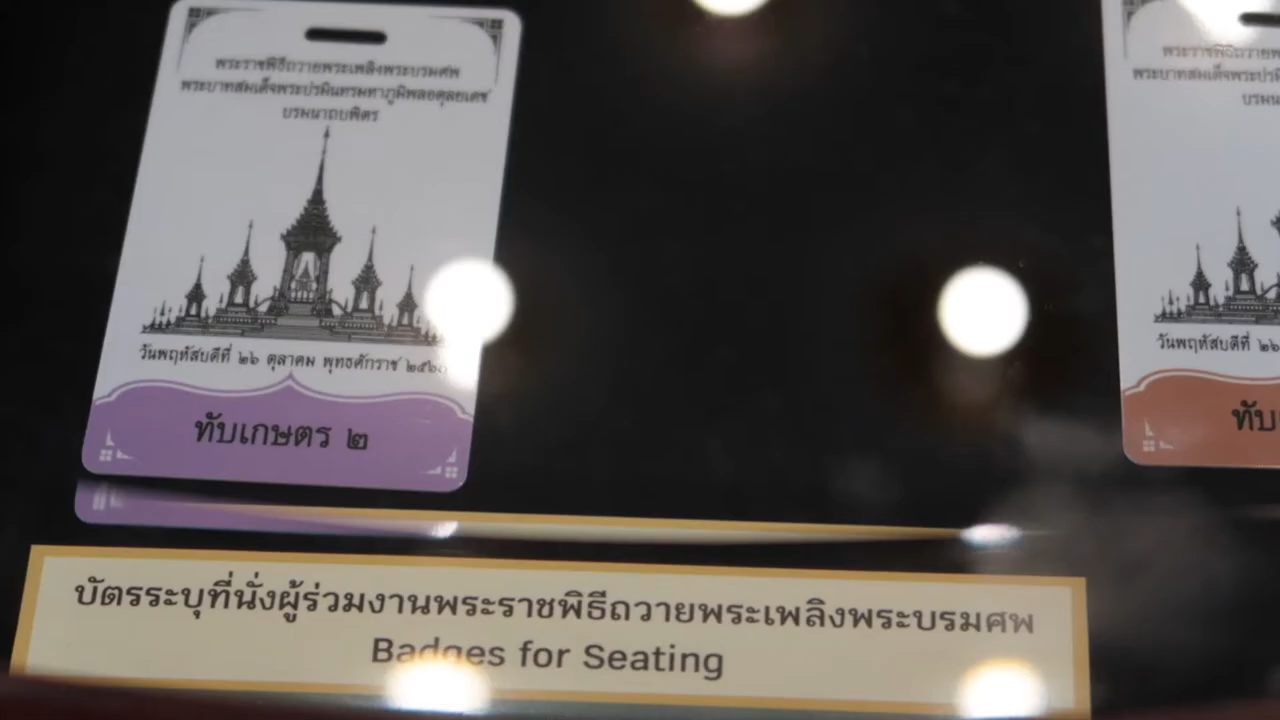 พระราชพิธีถวายพระเพลิงพระบรมศพ
พระบาทสมเด็จพระปรมินทรมหาภูมิพลอดุลยเดช
บรมนาถบพิตร
วันพฤหัสบดีที่ ๒๖ ตุลาคม พุทธศักราช
ทับเกษตร ๒
วันพฤหัสบดีที่
บัตรระบุที่นั่งผู้ร่วมงานพระราชพิธีถวายพระเพลิงพระบรมศพ
Badges for Seating